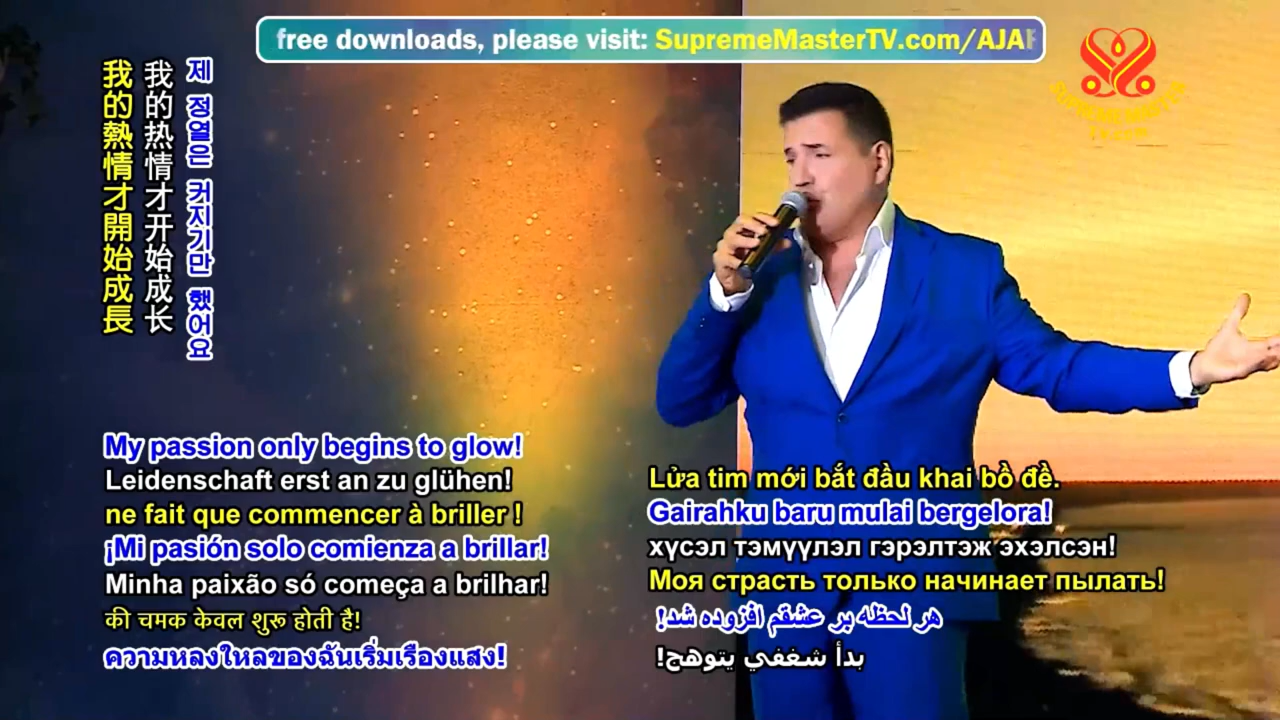 free downloads, please visit: SupremeMasterTV.com/AJAR
SUPREME MASTER
TV.COM
제 정열은 커지기만 했어요
我的热情才开始成长
我的熱情才開始成長
My passion only begins to glow!
Leidenschaft erst an zu glühen!
ne fait que commencer à briller !
¡Mi pasión solo comienza a brillar!
Minha paixão só começa a brilhar!
की चमक केवल शुरू होती है!
ความหลงใหลของฉันเริ่มเรืองแสง!
Lửa tim mới bắt đầu khai bồ đề.
Gairahku baru mulai bergelora!
хүсэл тэмүүлэл гэрэлтэж эхэлсэн!
Моя страсть только начинает пылать!
هر لحظه بر عشقم افزوده شد!
بدأ شغفي يتوهج!